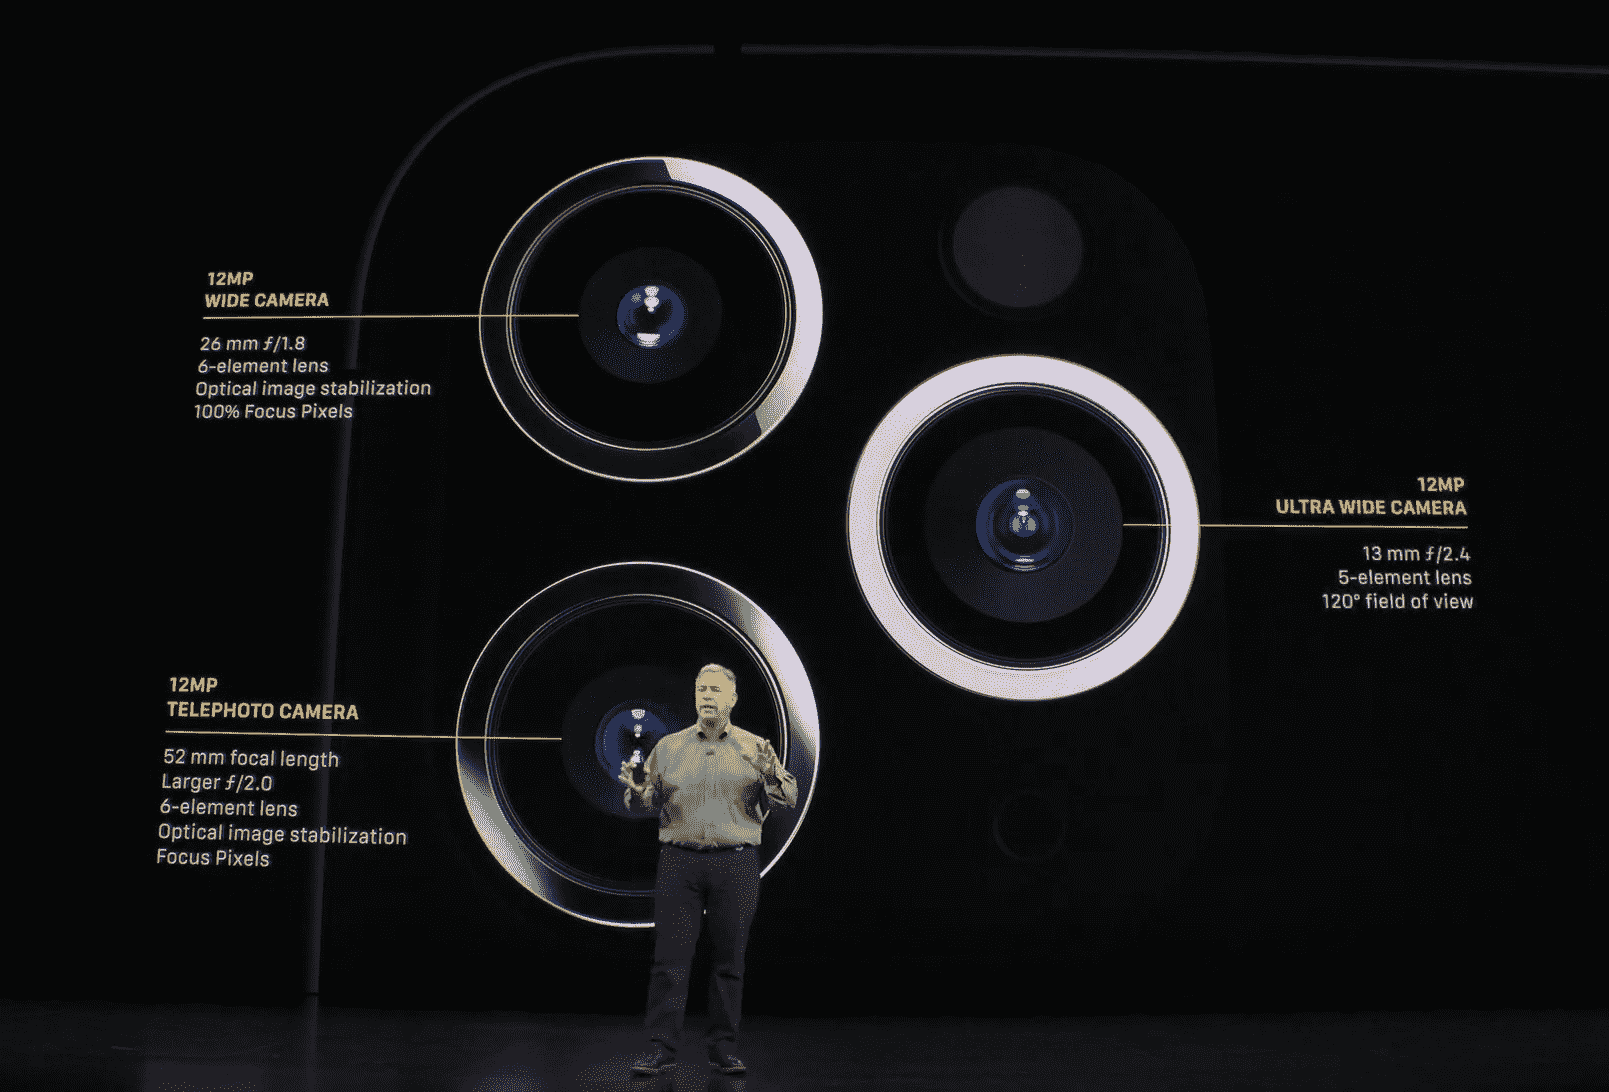 12MP
WIDE CAMERA
26 mm ƒ/1.8
6-element lens
Optical image stabilization
100% Focus Pixels
12MP
ULTRA WIDE CAMERA
13 mm ƒ/2.4
5-element lens
120° field of view
12MP
TELEPHOTO CAMERA
52 mm focal length
Larger ƒ/2.0
6-element lens
Optical image stabilization
Focus Pixels